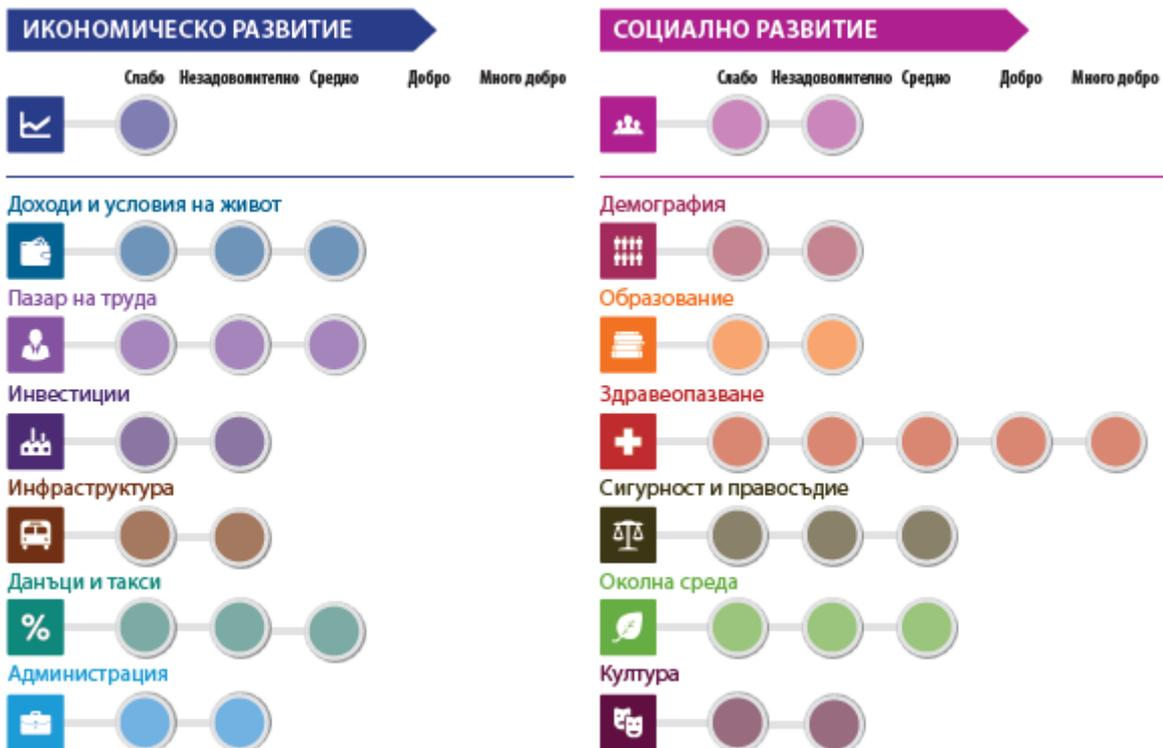 ИКОНОМИЧЕСКО РАЗВИТИЕ
Слабо Незадоволително Средно Добро Много добро
Доходи и условия на живот
Пазар на труда
Инвестиции
Инфраструктура
Данъци и такси
%
Администрация
СОЦИАЛНО РАЗВИТИЕ
Слабо Незадоволително Средно Добро Много добро
Демография
Образование
Здравеопазване
Сигурност и правосъдие
Околна среда
Култура